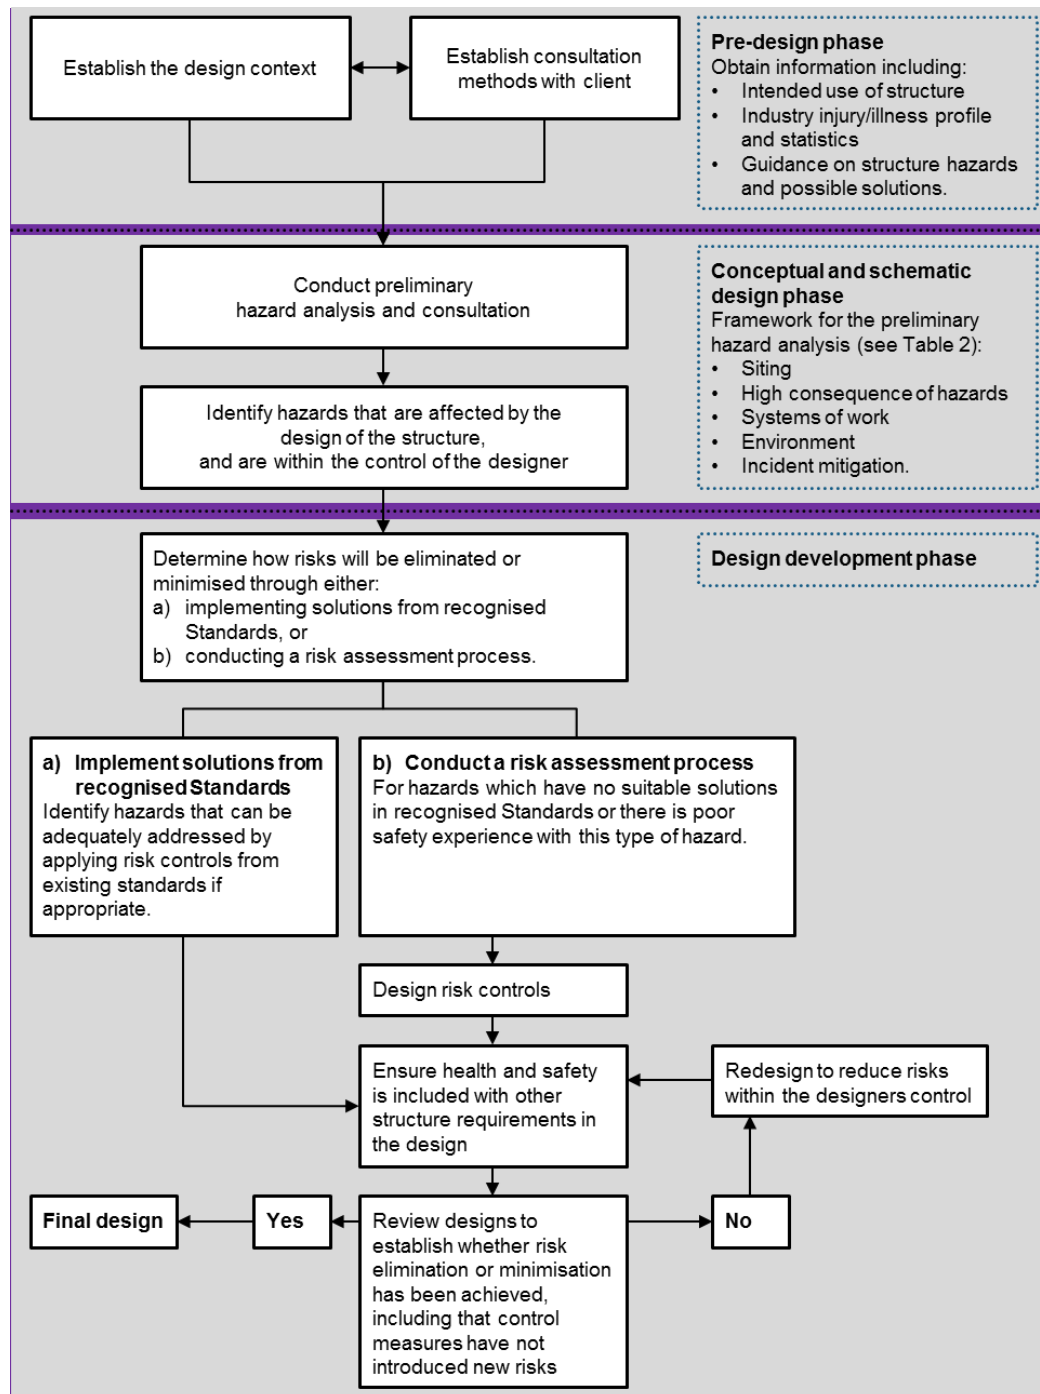 Establish the design context
Establish consultation
methods with client
Pre-design phase
Obtain information including:
• Intended use of structure
• Industry injury/illness profile
and statistics
• Guidance on structure hazards
and possible solutions.
Conduct preliminary
hazard analysis and consultation
Conceptual and schematic
design phase
Framework for the preliminary
hazard analysis (see Table 2):
• Siting
• High consequence of hazards
• Systems of work
• Environment
• Incident mitigation.
Identify hazards that are affected by the
design of the structure,
and are within the control of the designer
Determine how risks will be eliminated or
minimised through either:
a) implementing solutions from recognised
Standards, or
b) conducting a risk assessment process.
Design development phase
a) Implement solutions from
recognised Standards
Identify hazards that can be
adequately addressed by
applying risk controls from
existing standards if
appropriate.
b) Conduct a risk assessment process
For hazards which have no suitable solutions
in recognised Standards or there is poor
safety experience with this type of hazard.
Design risk controls
Ensure health and safety
is included with other
structure requirements in
the design
Redesign to reduce risks
within the designers control
Final design
Yes
Review designs to
establish whether risk
elimination or minimisation
has been achieved,
including that control
measures have not
introduced new risks
No